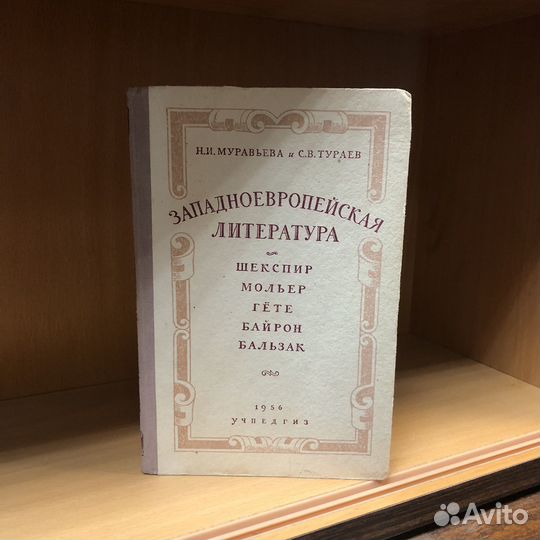 Н.И.МУРАВЬЕВА и С.В.ТУРАЕВ
ЗАПАДНОЕВРОПЕЙСКАЯ
ЛИТЕРАТУРА
ШЕКСПИР
МОЛЬЕР
ГЁТЕ
БАЙРОН
БАЛЬЗАК
1956
УЧПЕДГИЗ
Avito